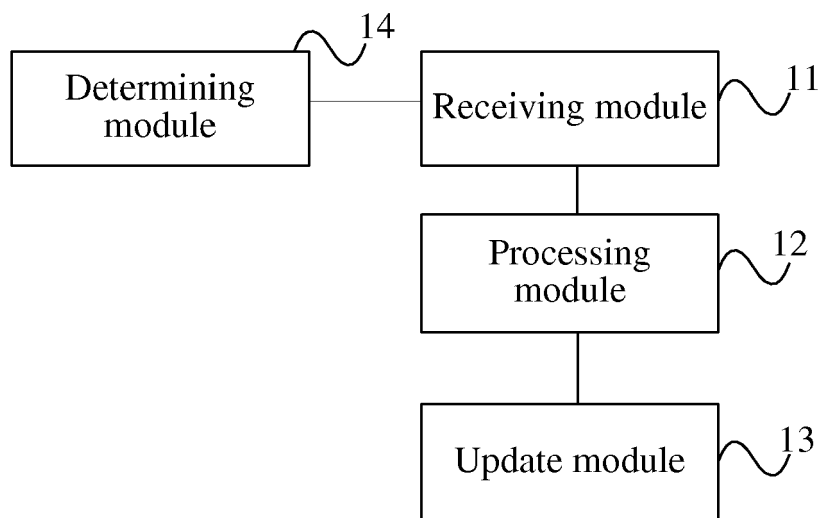 14
Determining
module
Receiving module
11
Processing
module
12
Update module
13